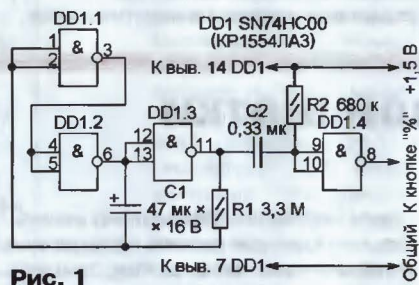 DD1.1
DD1 SN74HC00
(КР1554ЛА3)
1
2
&
3
К выв. 14 DD1
+1,5 В
DD1.2
DD1.3
C2
0,33 мк
R2 680 к
DD1.4
4
5
&
6
12
13
&
11
9
10
&
8
К кнопке "%"
C1
+
47 мк ×
× 16 В
R1 3,3 М
Общий
К выв. 7 DD1
Рис. 1